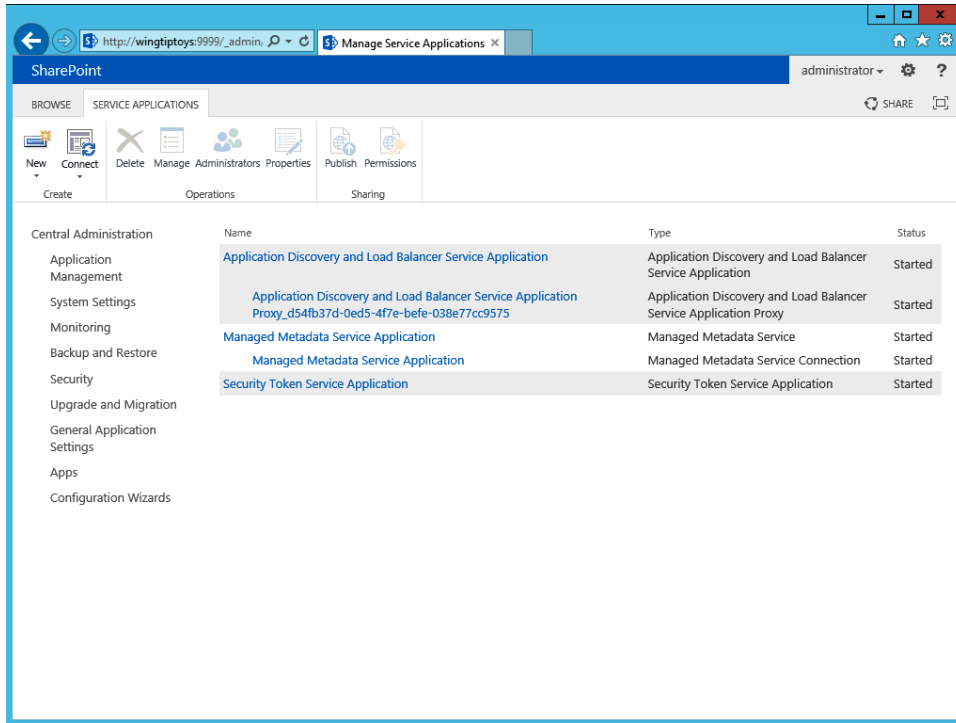 http://wingtiptoys:9999/_admin/
Manage Service Applications
SharePoint
administrator
?
BROWSE
SERVICE APPLICATIONS
SHARE
New
Connect
Delete
Manage
Administrators
Properties
Publish
Permissions
Create
Operations
Sharing
Central Administration
Application
Management
System Settings
Monitoring
Backup and Restore
Security
Upgrade and Migration
General Application
Settings
Apps
Configuration Wizards
Name
Type
Status
Application Discovery and Load Balancer Service Application
Application Discovery and Load Balancer
Service Application
Started
Application Discovery and Load Balancer Service Application
Proxy_d54fb37d-0ed5-4f7e-befe-038e77cc9575
Application Discovery and Load Balancer
Service Application Proxy
Started
Managed Metadata Service Application
Managed Metadata Service
Started
Managed Metadata Service Application
Managed Metadata Service Connection
Started
Security Token Service Application
Security Token Service Application
Started